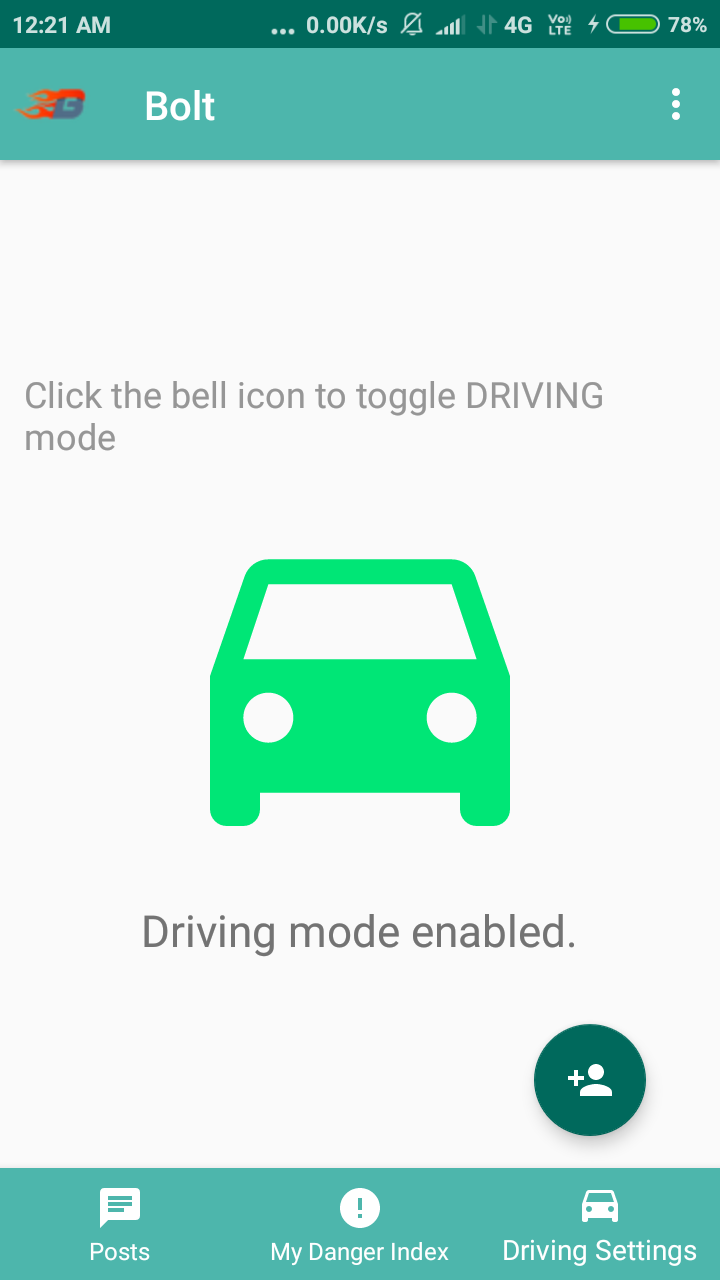 12:21 AM ... 0.00K/s 4G Vo LTE 78%
Bolt
Click the bell icon to toggle DRIVING
mode
Driving mode enabled.
Posts
My Danger Index
Driving Settings